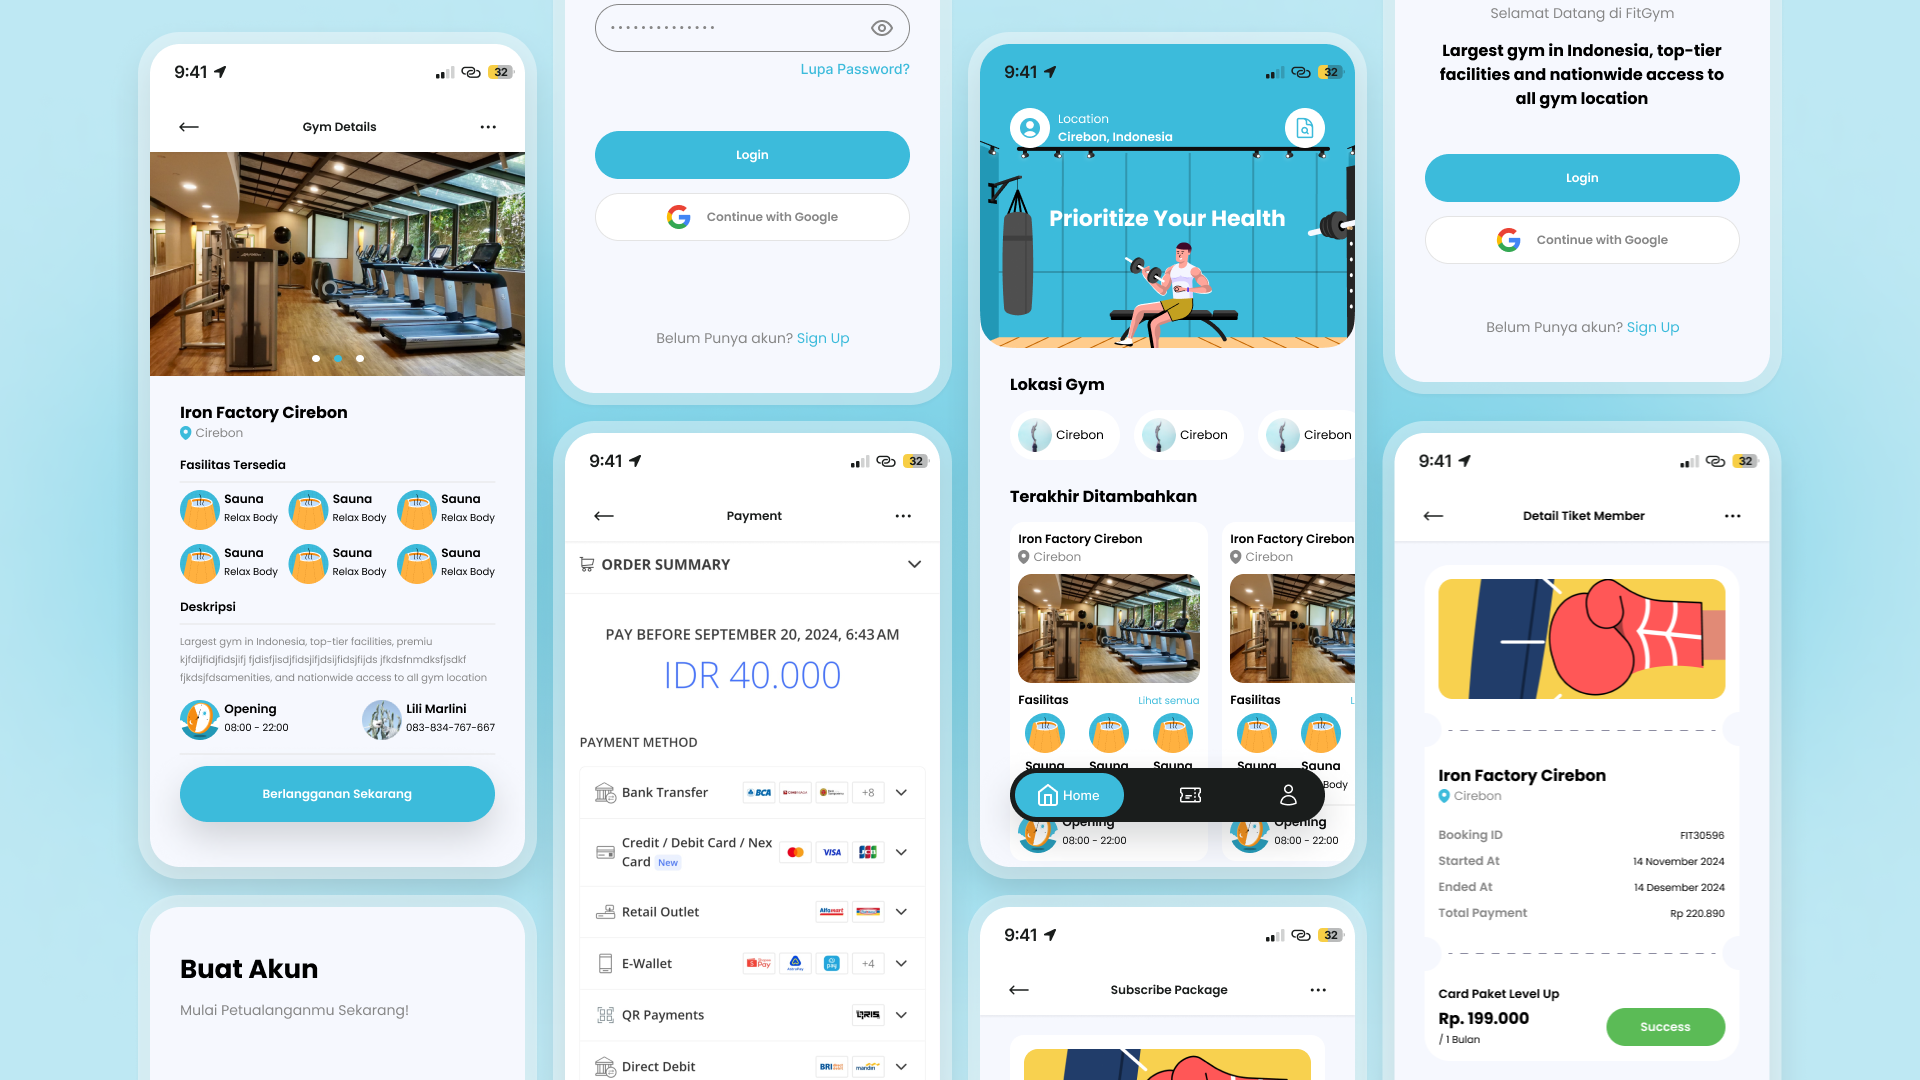 9:41
32
Gym Details
Iron Factory Cirebon
Cirebon
Fasilitas Tersedia
Sauna
Relax Body
Sauna
Relax Body
Sauna
Relax Body
Sauna
Relax Body
Sauna
Relax Body
Sauna
Relax Body
Deskripsi
Largest gym in Indonesia, top-tier facilities, premiu
kjfdijfidjfidsjifj fjdisfjisdjfidsjifjdsijfidsjfijds jfkdsfnmdksfjsdkf
fjkdsjfdsamenities, and nationwide access to all gym location
Opening
08:00 - 22:00
Lili Marlini
083-834-767-667
Berlangganan Sekarang
Buat Akun
Mulai Petualanganmu Sekarang!
Lupa Password?
Login
Continue with Google
Belum Punya akun? Sign Up
9:41
32
Payment
ORDER SUMMARY
PAY BEFORE SEPTEMBER 20, 2024, 6:43 AM
IDR 40.000
PAYMENT METHOD
Bank Transfer
BCA
+8
Credit / Debit Card / Nex
Card New
VISA
JCB
Retail Outlet
Alfamart
E-Wallet
Pay
pay
+4
QR Payments
QRIS
Direct Debit
BRI
mandiri
9:41
32
Location
Cirebon, Indonesia
Prioritize Your Health
Lokasi Gym
Cirebon
Cirebon
Cirebon
Terakhir Ditambahkan
Iron Factory Cirebon
Cirebon
Fasilitas
Lihat semua
Sauna
Sauna
Sauna
Opening
08:00 - 22:00
Iron Factory Cirebon
Cirebon
Fasilitas
L
Sauna
Sauna
Body
Opening
08:00 - 22:00
Home
9:41
32
Subscribe Package
Selamat Datang di FitGym
Largest gym in Indonesia, top-tier
facilities and nationwide access to
all gym location
Login
Continue with Google
Belum Punya akun? Sign Up
9:41
32
Detail Tiket Member
Iron Factory Cirebon
Cirebon
Booking ID
FIT30596
Started At
14 November 2024
Ended At
14 Desember 2024
Total Payment
Rp 220.890
Card Paket Level Up
Rp. 199.000
/ 1 Bulan
Success